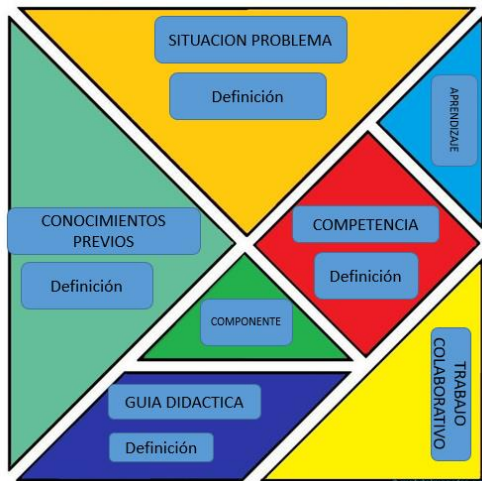 SITUACION PROBLEMA
Definición
APRENDIZAJE
CONOCIMIENTOS
PREVIOS
Definición
COMPETENCIA
Definición
COMPONENTE
TRABAJO
COLABORATIVO
GUIA DIDACTICA
Definición